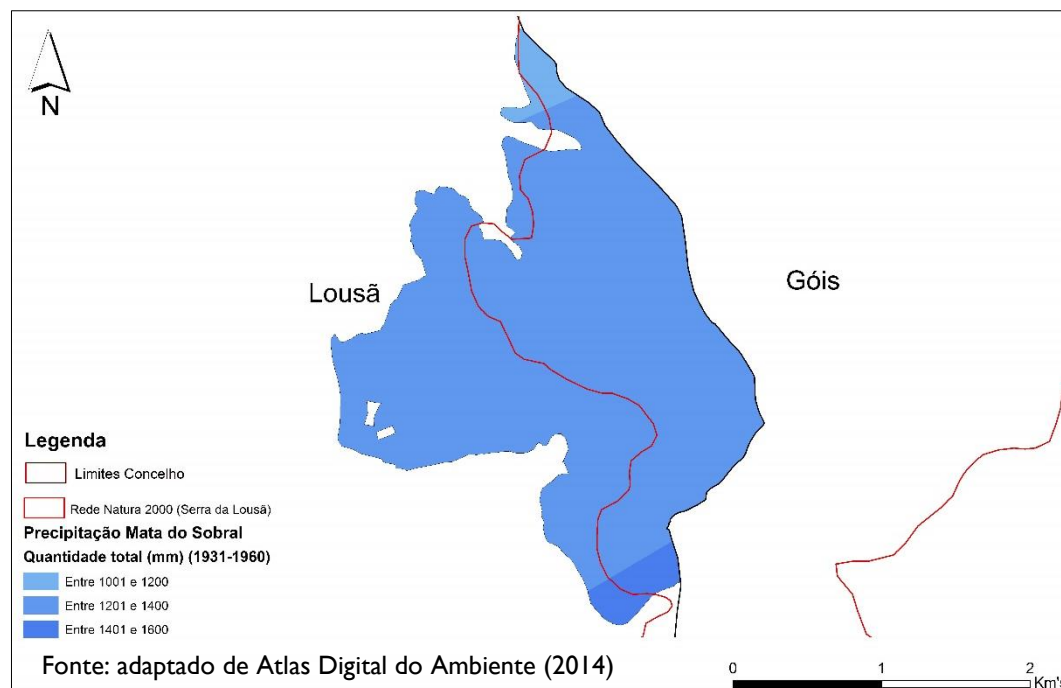 N
Lousã
Góis
Legenda
Limites Concelho
Rede Natura 2000 (Serra da Lousã)
Precipitação Mata do Sobral
Quantidade total (mm) (1931-1960)
Entre 1001 e 1200
Entre 1201 e 1400
Entre 1401 e 1600
Fonte: adaptado de Atlas Digital do Ambiente (2014)
0 1 2
Km's